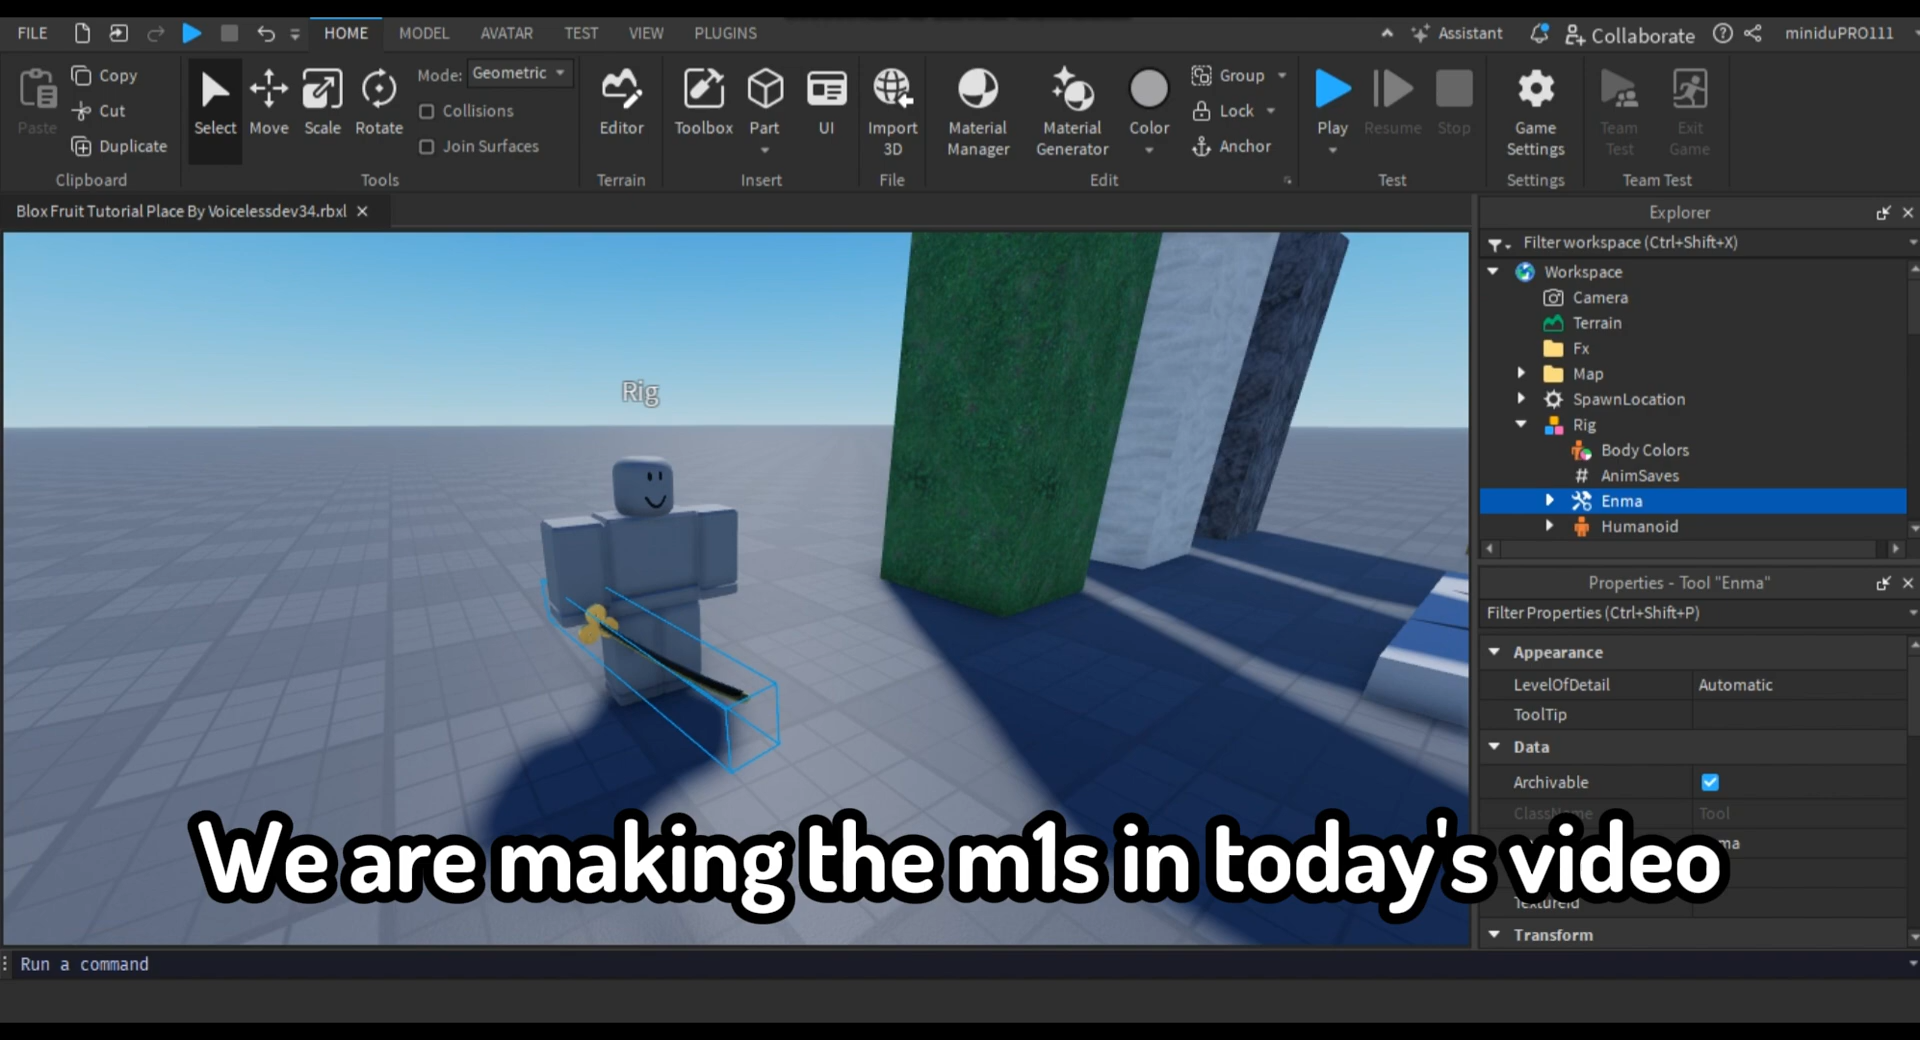 FILE HOME MODEL AVATAR TEST VIEW PLUGINS Assistant Collaborate miniduPRO111
Paste Copy Cut Duplicate
Clipboard
Select Move Scale Rotate
Mode: Geometric
Collisions
Join Surfaces
Tools
Editor
Terrain
Toolbox Part UI
Insert
Import 3D
File
Material Manager
Material Generator
Color
Group
Lock
Anchor
Edit
Play Resume Stop
Test
Game Settings
Settings
Team Test
Exit Game
Team Test
Blox Fruit Tutorial Place By Voicelessdev34.rbxl
Rig
Explorer
Filter workspace (Ctrl+Shift+X)
Workspace
Camera
Terrain
Fx
Map
SpawnLocation
Rig
Body Colors
AnimSaves
Enma
Humanoid
Properties - Tool "Enma"
Filter Properties (Ctrl+Shift+P)
Appearance
LevelOfDetail Automatic
ToolTip
Data
Archivable
ClassName Tool
ma
TextureId
Transform
We are making the m1s in today's video
Run a command